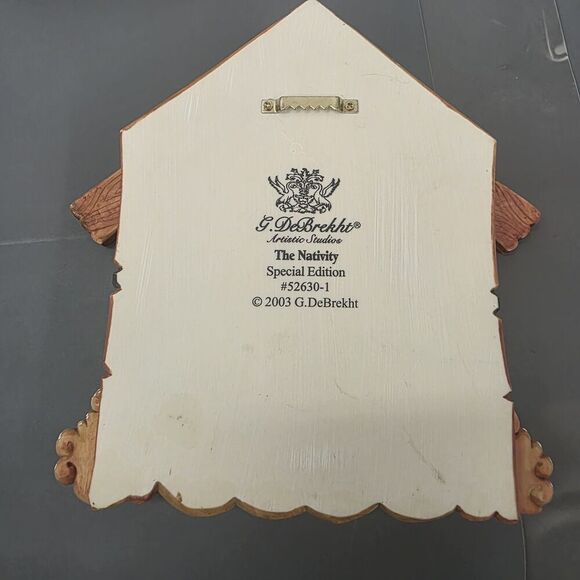 G.DeBrekht®
Artistic Studios
The Nativity
Special Edition
#52630-1
© 2003 G.DeBrekht